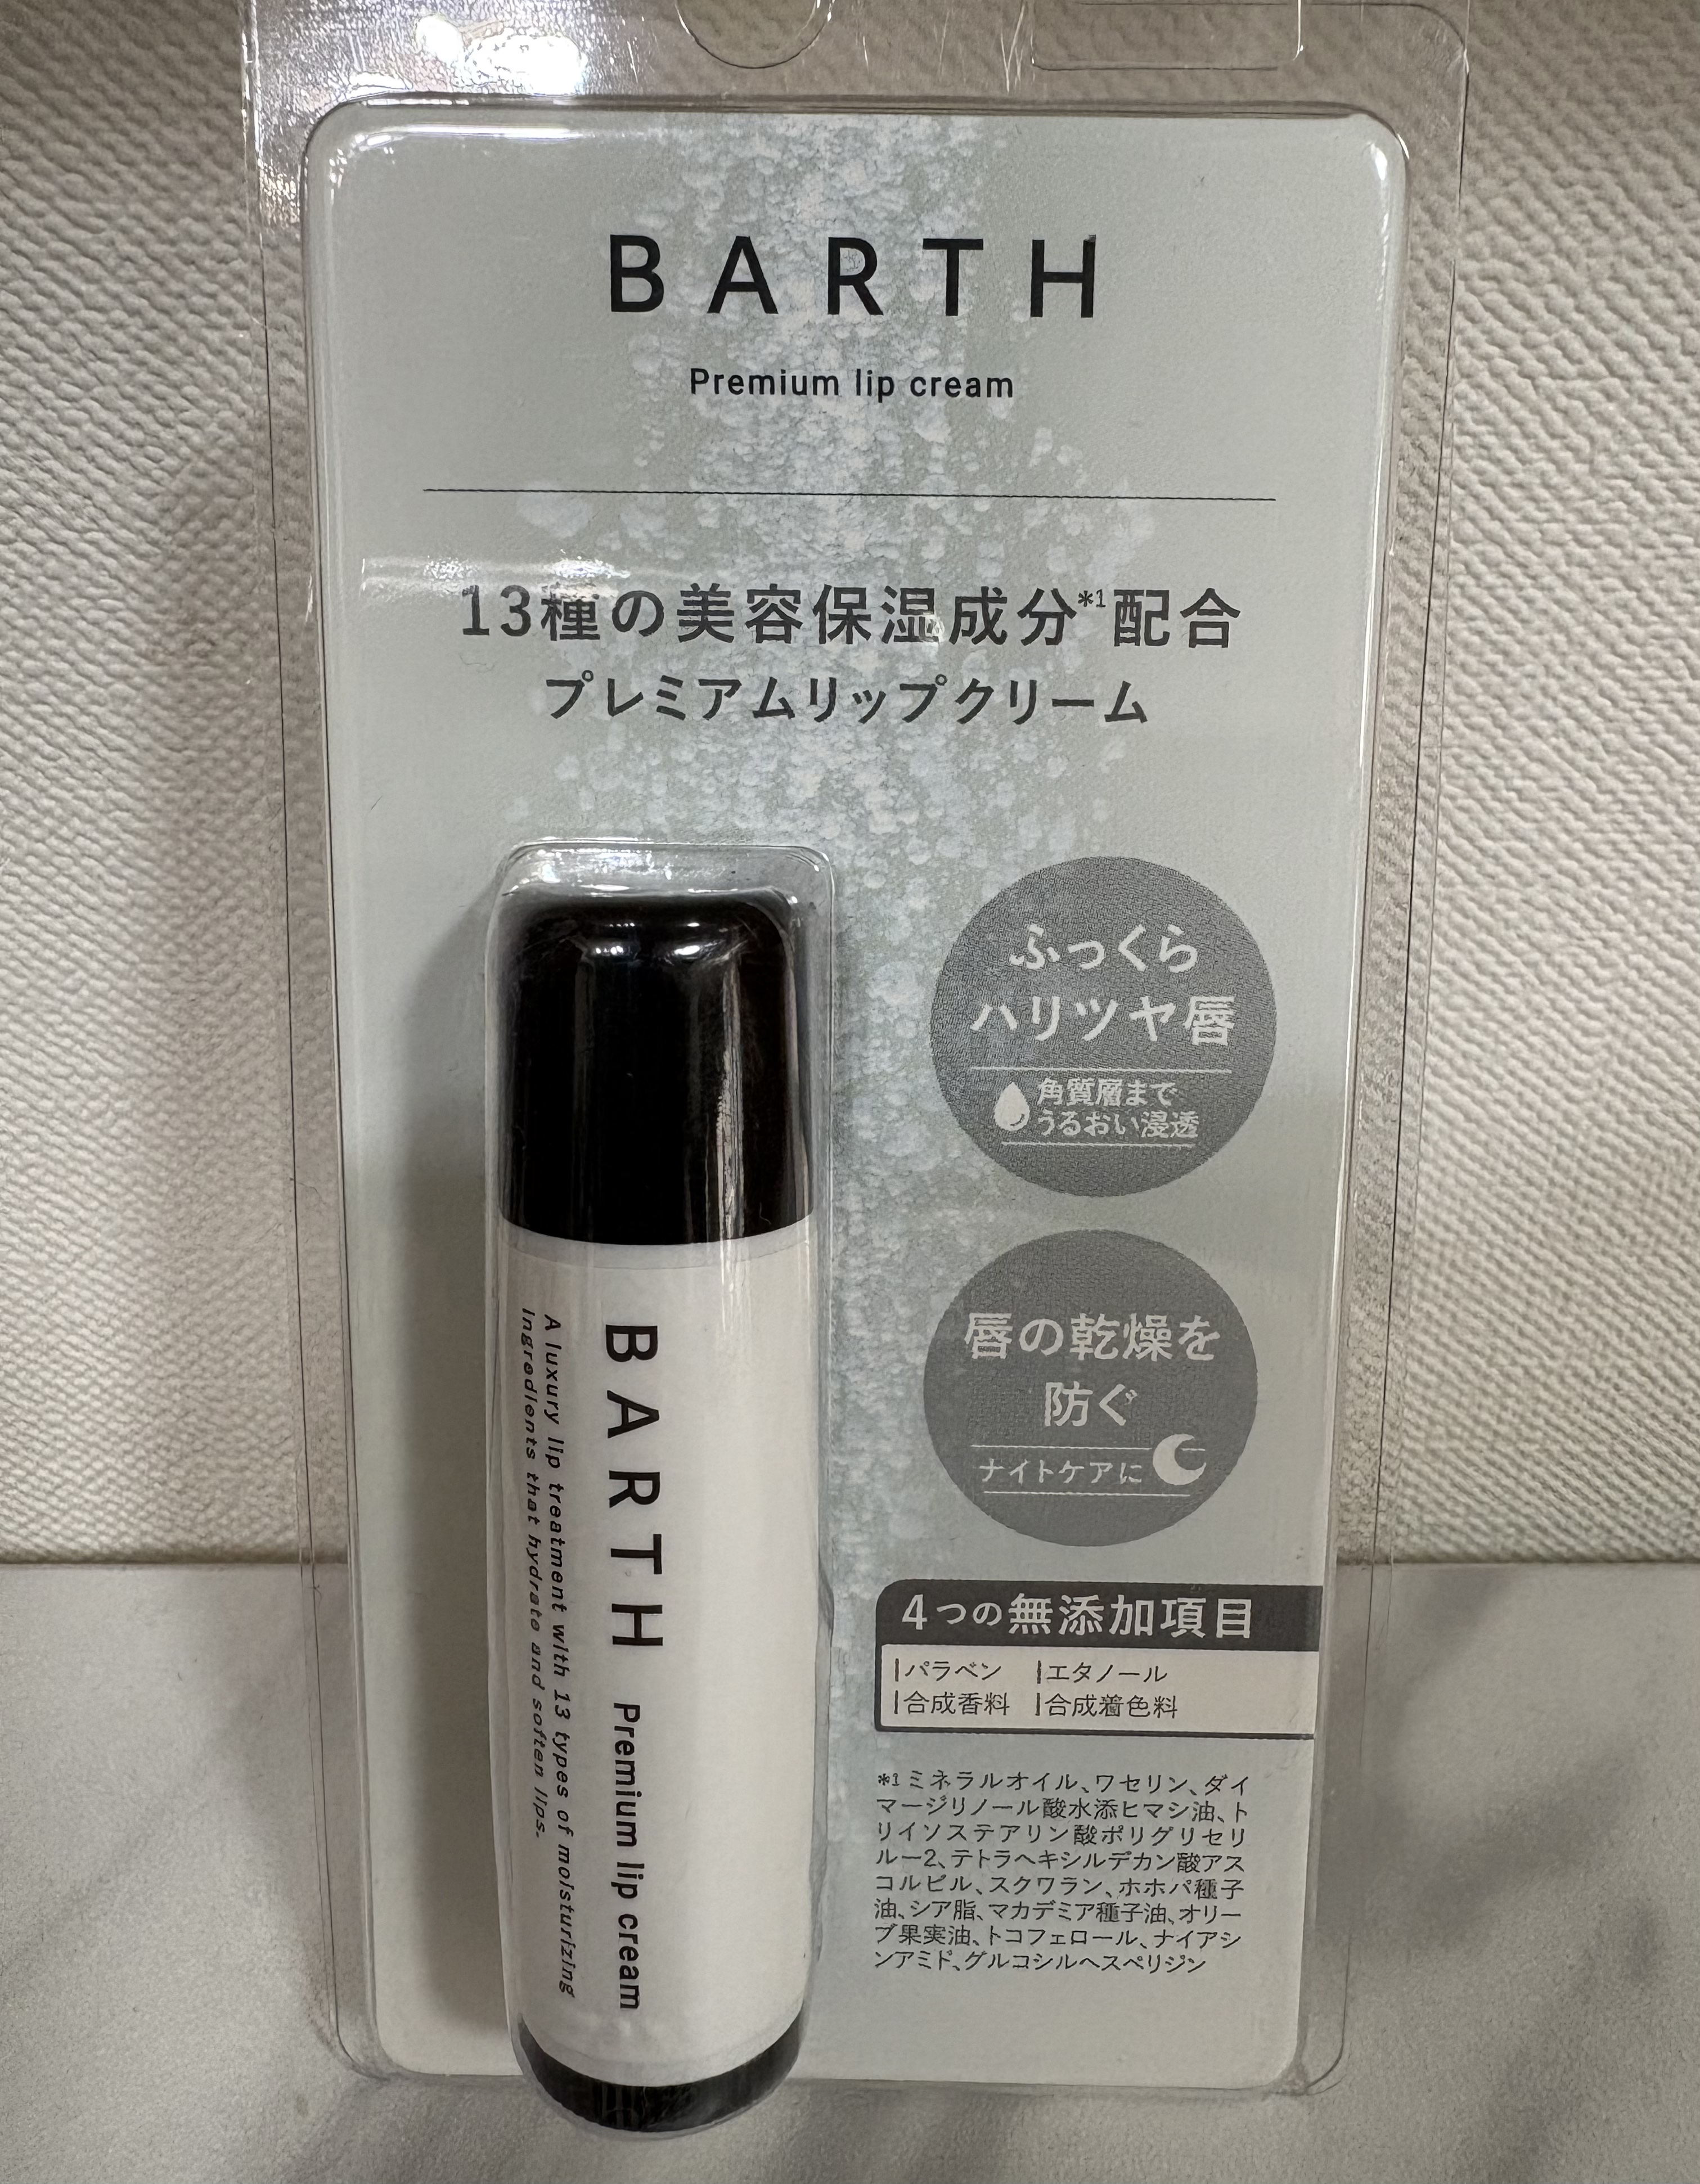 BARTH
Premium lip cream
13種の美容保湿成分*1配合
プレミアムリップクリーム
ふっくら
ハリツヤ唇
角質層まで
うるおい浸透
唇の乾燥を
防ぐ
ナイトケアに
4つの無添加項目
パラベン エタノール
合成香料 合成着色料
*1 ミネラルオイル、ワセリン、ダイ
マージリノール酸水添ヒマシ油、ト
リイソステアリン酸ポリグリセリ
ルー2、テトラヘキシルデカン酸アス
コルビル、スクワラン、ホホバ種子
油、シア脂、マカデミア種子油、オリー
ブ果実油、トコフェロール、ナイアシ
ンアミド、グルコシルヘスペリジン
BARTH Premium lip cream
A luxury lip treatment with 13 types of moisturizing
ingredients that hydrate and soften lips.